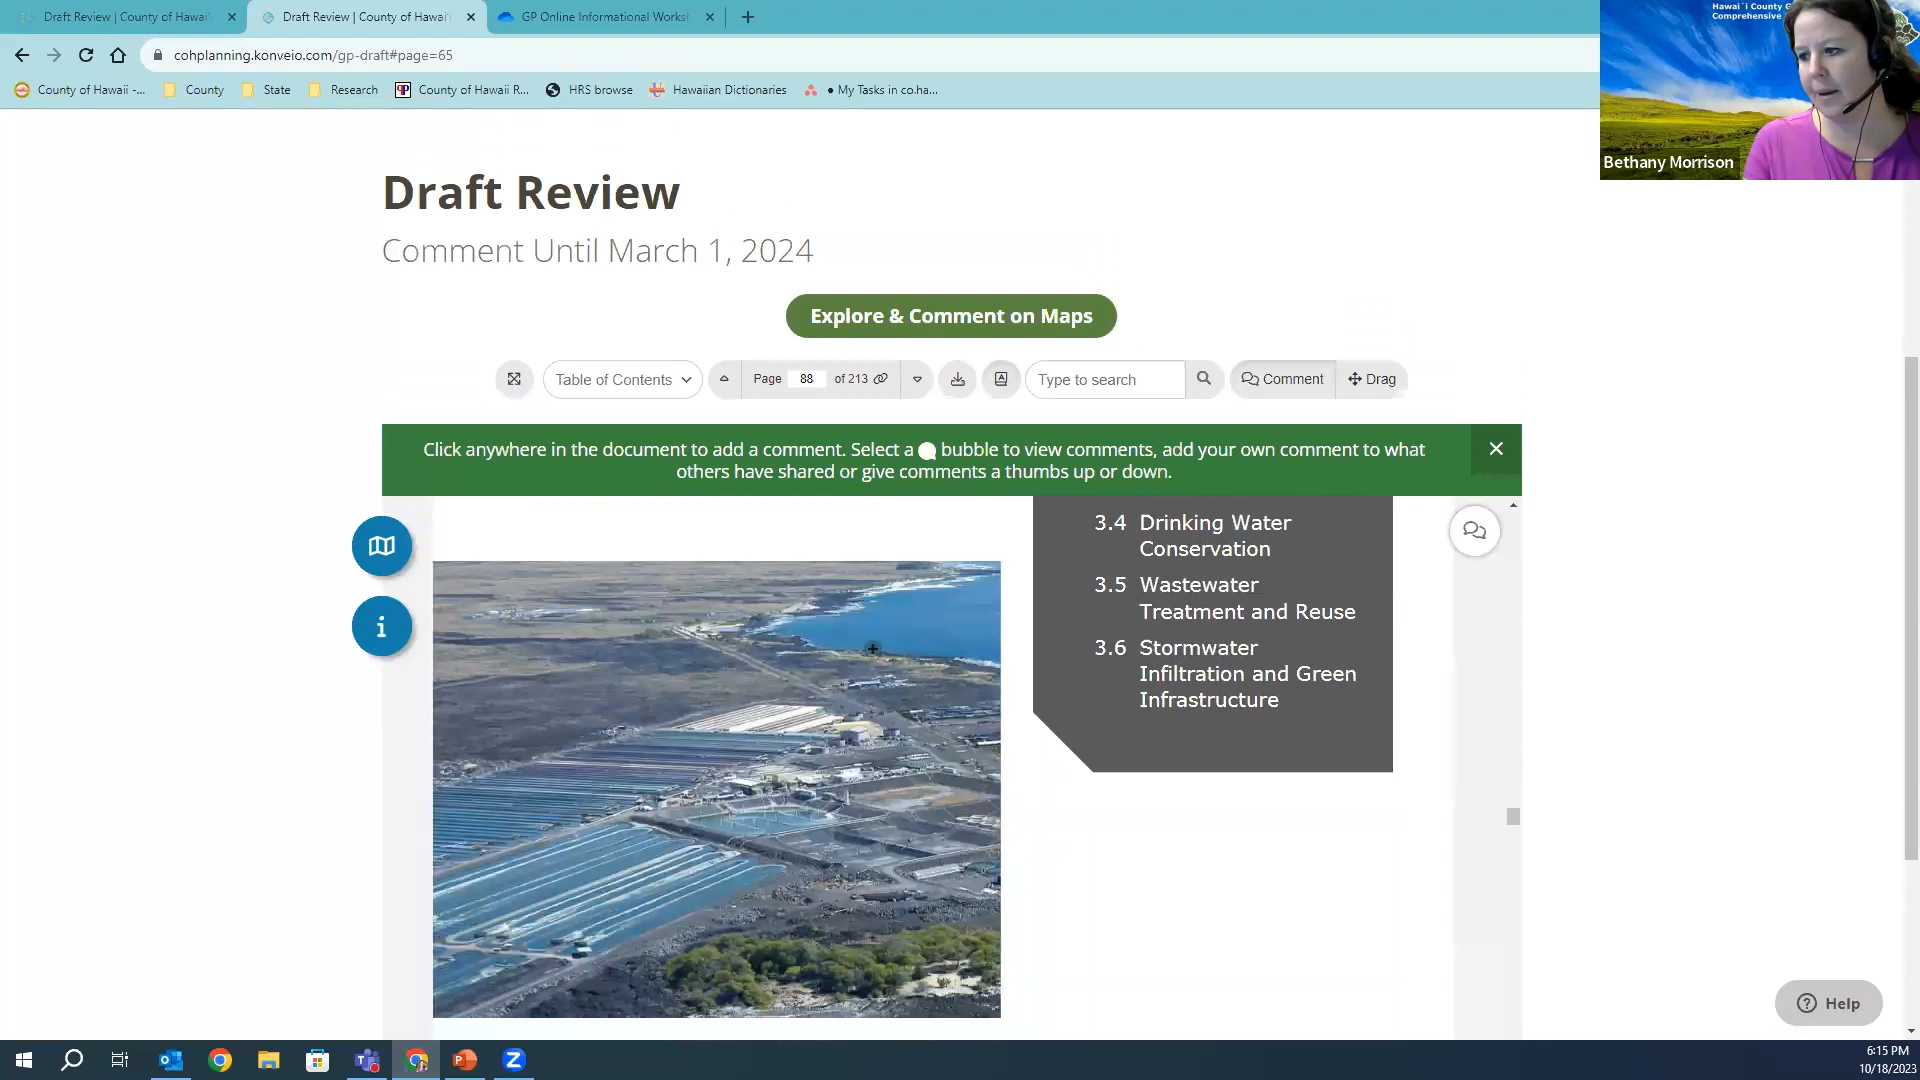 Draft Review | County of Hawai'i
Draft Review | County of Hawai'i
GP Online Informational Works
cohplanning.konveio.com/gp-draft#page=65
County of Hawaii -...
County
State
Research
County of Hawaii R...
HRS browse
Hawaiian Dictionaries
● My Tasks in co.ha...
Hawai´i County G
Comprehensive
Bethany Morrison
Draft Review
Comment Until March 1, 2024
Explore & Comment on Maps
Table of Contents
Page 88 of 213
Type to search
Comment
Drag
Click anywhere in the document to add a comment. Select a bubble to view comments, add your own comment to what
others have shared or give comments a thumbs up or down.
3.4 Drinking Water
Conservation
3.5 Wastewater
Treatment and Reuse
3.6 Stormwater
Infiltration and Green
Infrastructure
Help
6:15 PM
10/18/2023